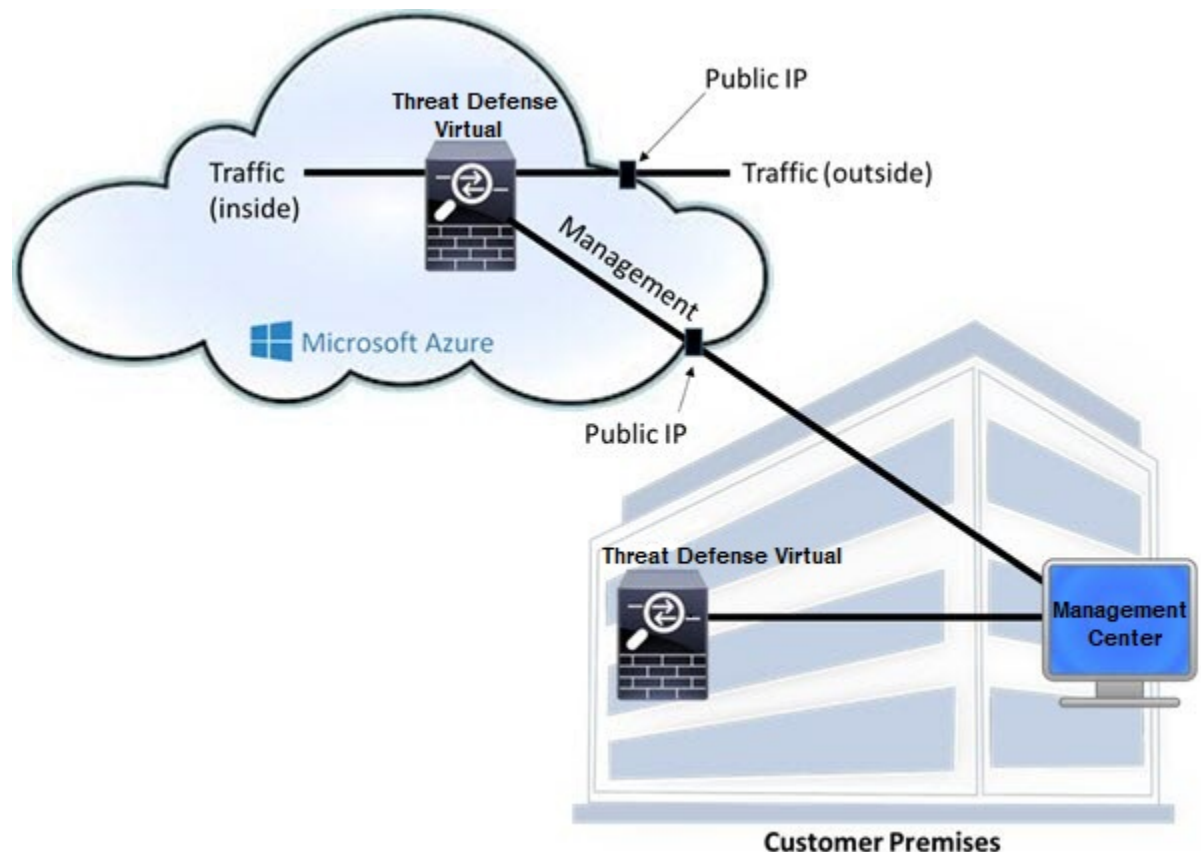 Public IP
Threat Defense
Virtual
Traffic
(inside)
Traffic (outside)
Management
Microsoft Azure
Public IP
Threat Defense Virtual
Management
Center
Customer Premises